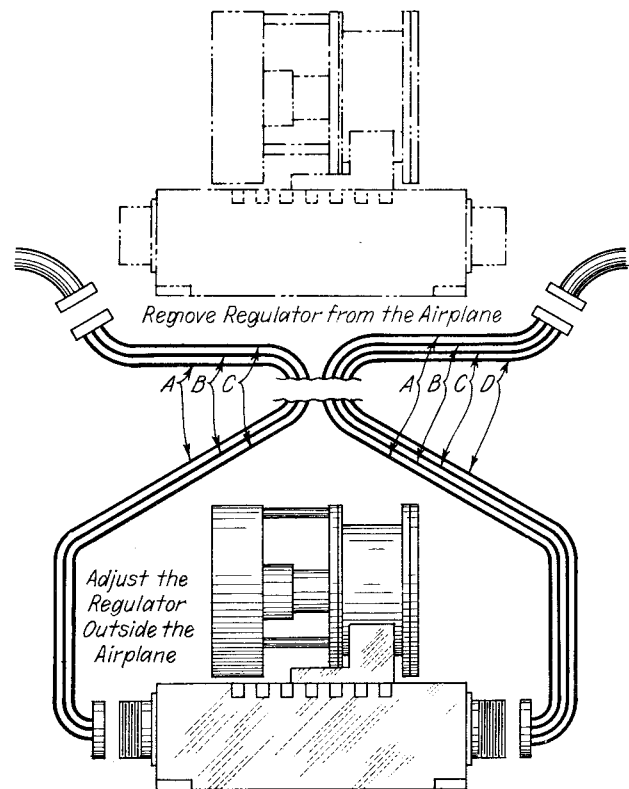 Remove Regulator from the Airplane
A B C A B C D
Adjust the
Regulator
Outside the
Airplane